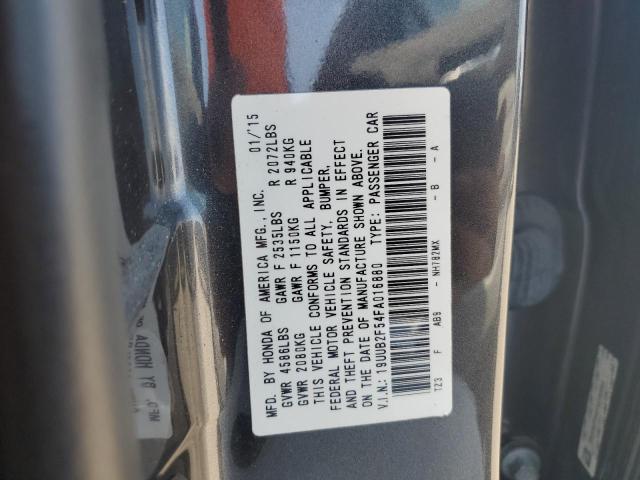 MFD. BY HONDA OF AMERICA MFG., INC. 01/'15
GVWR 4586LBS GAWR F 2535LBS R 2072LBS
GVWR 2080KG GAWR F 1150KG R 940KG
THIS VEHICLE CONFORMS TO ALL APPLICABLE
FEDERAL MOTOR VEHICLE SAFETY, BUMPER,
AND THEFT PREVENTION STANDARDS IN EFFECT
ON THE DATE OF MANUFACTURE SHOWN ABOVE.
V.I.N.: 19UUB2F54FA016880 TYPE: PASSENGER CAR
TZ3 F AB9 - NH782MX - B - A